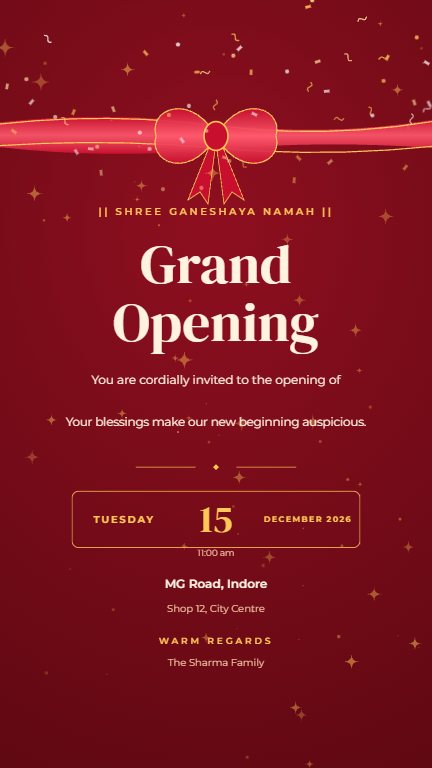 || SHREE GANESHAYA NAMAH ||
Grand
Opening
You are cordially invited to the opening of
Your blessings make our new beginning auspicious.
TUESDAY 15 DECEMBER 2026
11:00 am
MG Road, Indore
Shop 12, City Centre
WARM REGARDS
The Sharma Family